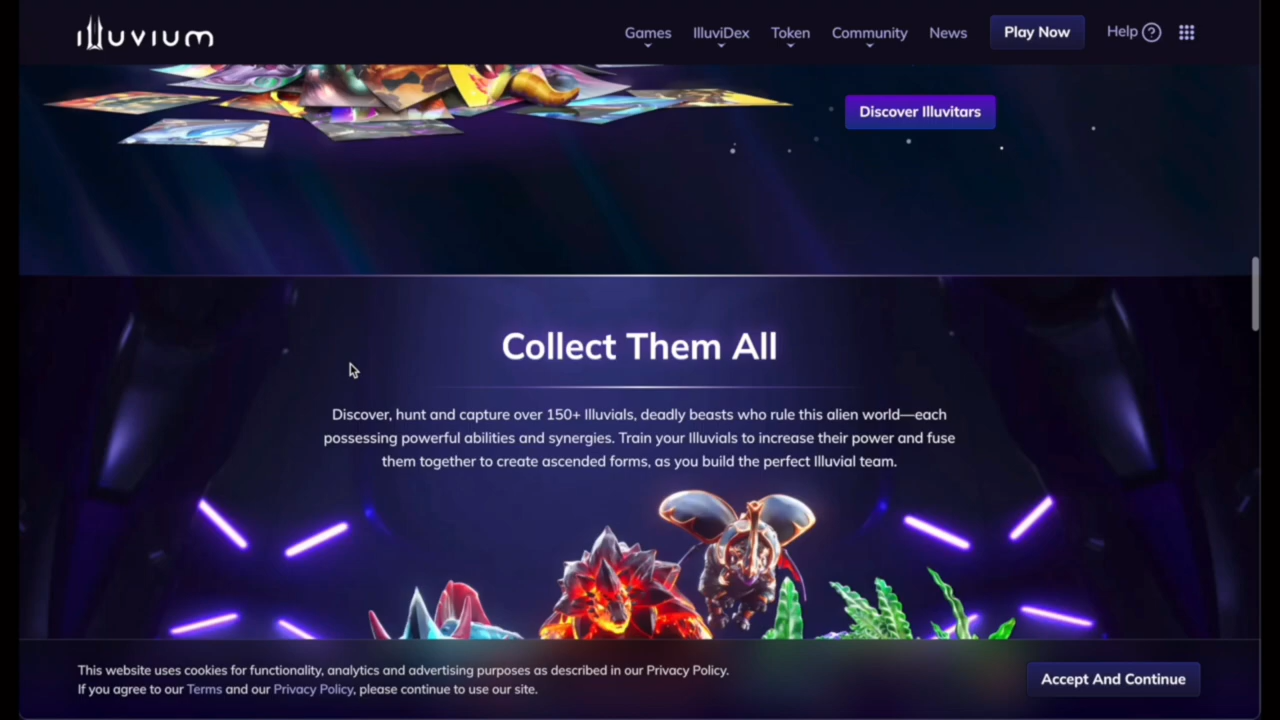 illuvium
Games IlluviDex Token Community News Play Now Help ?
Discover Illuvitars
Collect Them All
Discover, hunt and capture over 150+ Illuvials, deadly beasts who rule this alien world—each
possessing powerful abilities and synergies. Train your Illuvials to increase their power and fuse
them together to create ascended forms, as you build the perfect Illuvial team.
This website uses cookies for functionality, analytics and advertising purposes as described in our Privacy Policy.
If you agree to our Terms and our Privacy Policy, please continue to use our site.
Accept And Continue